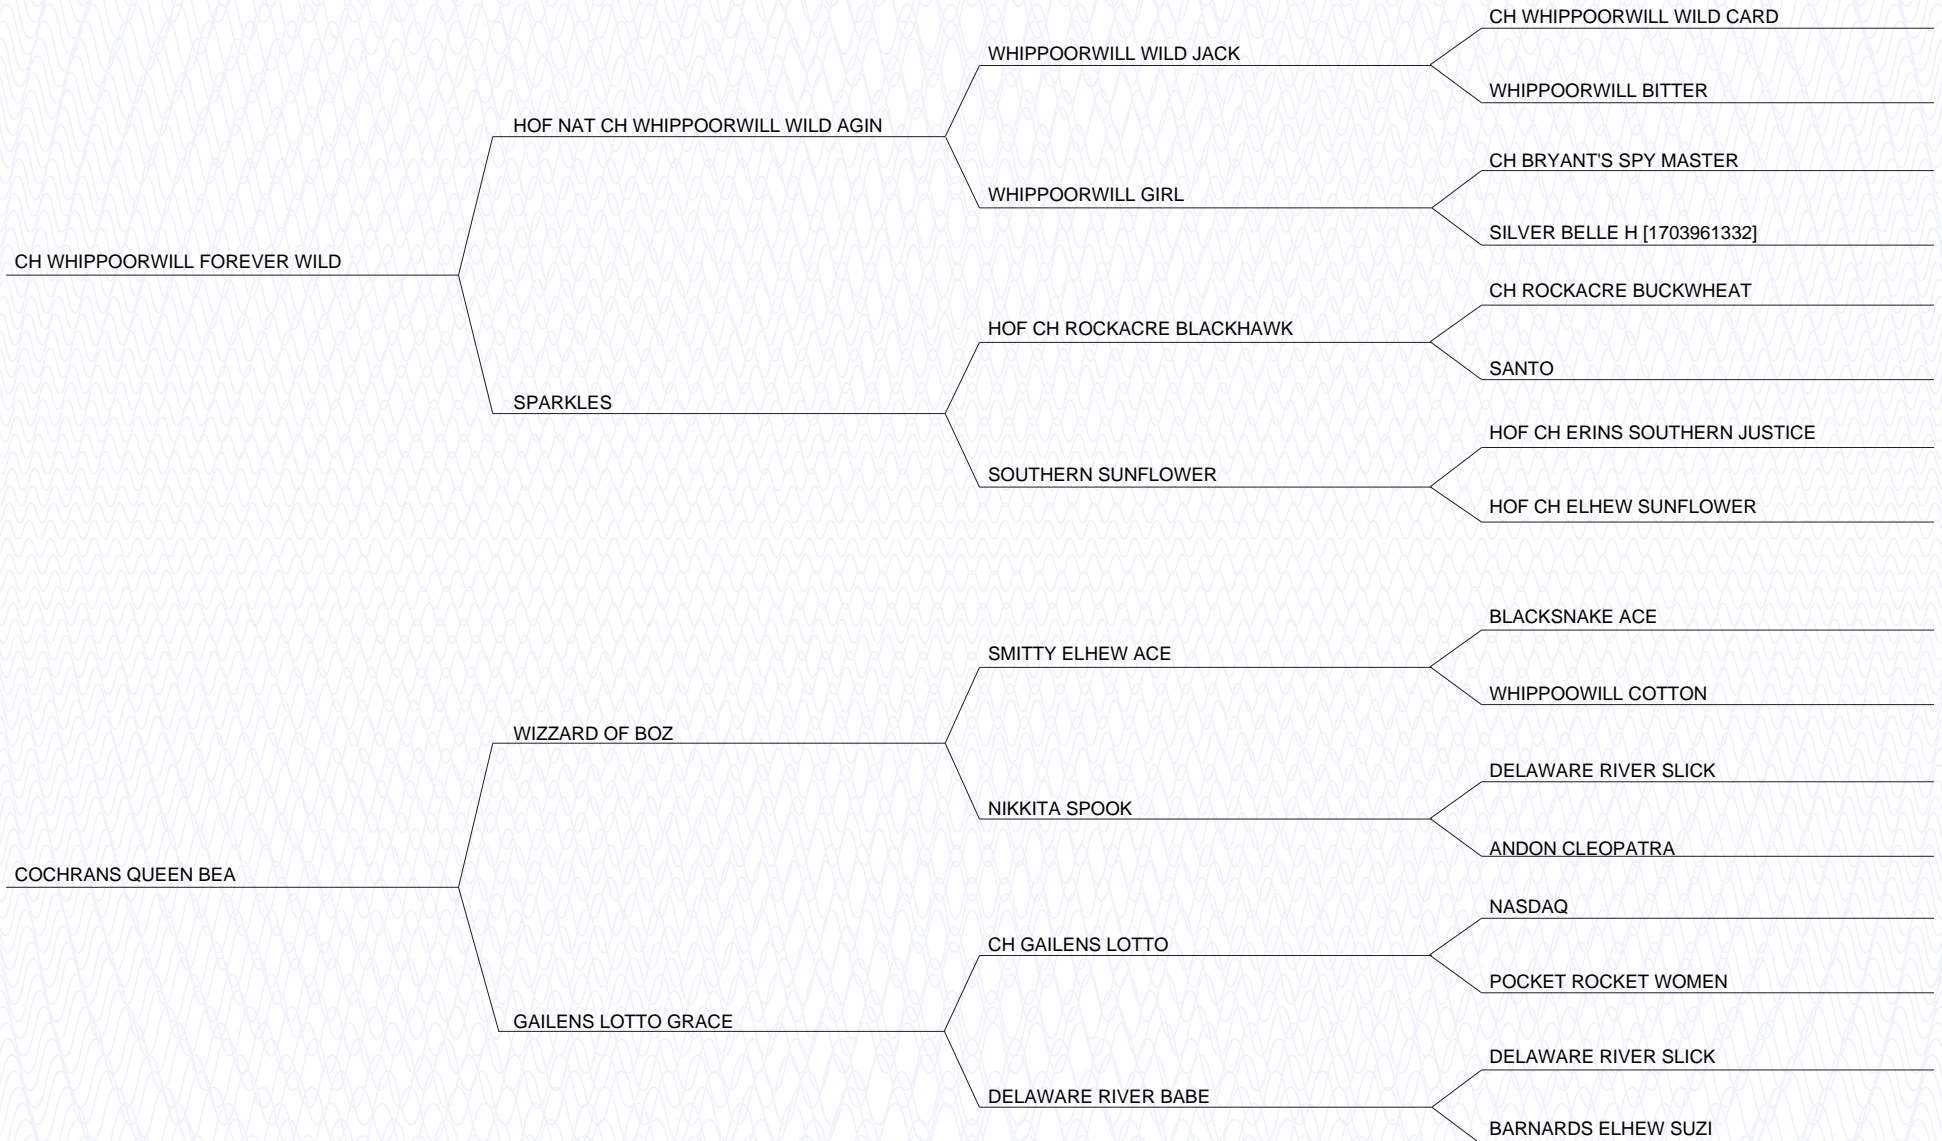 CH WHIPPOORWILL WILD CARD
WHIPPOORWILL WILD JACK
WHIPPOORWILL BITTER
HOF NAT CH WHIPPOORWILL WILD AGIN
CH BRYANT'S SPY MASTER
WHIPPOORWILL GIRL
SILVER BELLE H [1703961332]
CH WHIPPOORWILL FOREVER WILD
CH ROCKACRE BUCKWHEAT
HOF CH ROCKACRE BLACKHAWK
SANTO
SPARKLES
HOF CH ERINS SOUTHERN JUSTICE
SOUTHERN SUNFLOWER
HOF CH ELHEW SUNFLOWER
BLACKSNAKE ACE
SMITTY ELHEW ACE
WHIPPOOWILL COTTON
WIZZARD OF BOZ
DELAWARE RIVER SLICK
NIKKITA SPOOK
ANDON CLEOPATRA
COCHRANS QUEEN BEA
NASDAQ
CH GAILENS LOTTO
POCKET ROCKET WOMEN
GAILENS LOTTO GRACE
DELAWARE RIVER SLICK
DELAWARE RIVER BABE
BARNARDS ELHEW SUZI